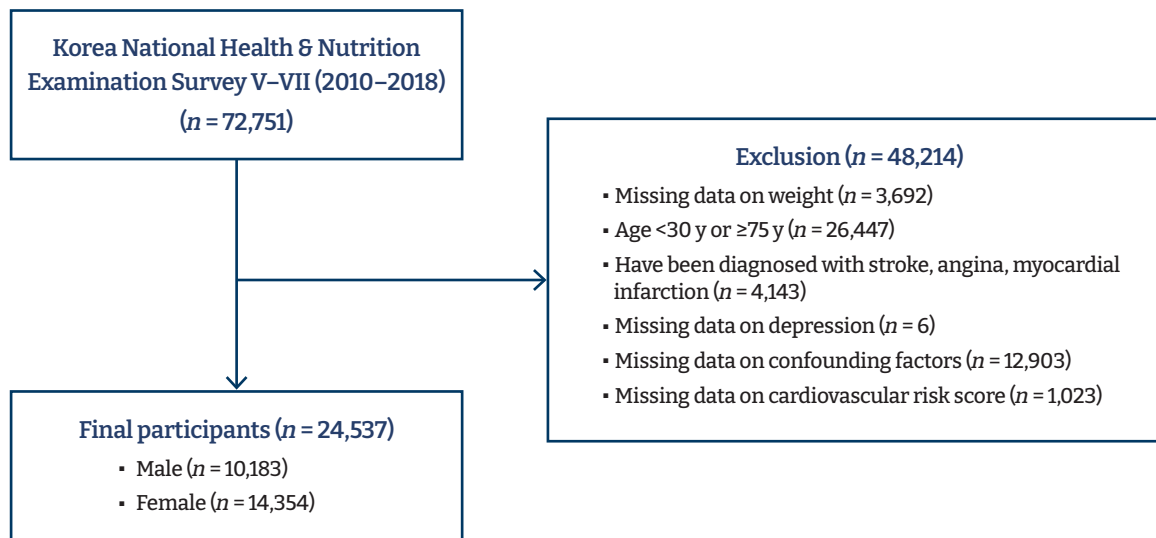 Korea National Health & Nutrition
Examination Survey V–VII (2010–2018)
(n = 72,751)
Exclusion (n = 48,214)
▪ Missing data on weight (n = 3,692)
▪ Age <30 y or ≥75 y (n = 26,447)
▪ Have been diagnosed with stroke, angina, myocardial
infarction (n = 4,143)
▪ Missing data on depression (n = 6)
▪ Missing data on confounding factors (n = 12,903)
▪ Missing data on cardiovascular risk score (n = 1,023)
Final participants (n = 24,537)
▪ Male (n = 10,183)
▪ Female (n = 14,354)